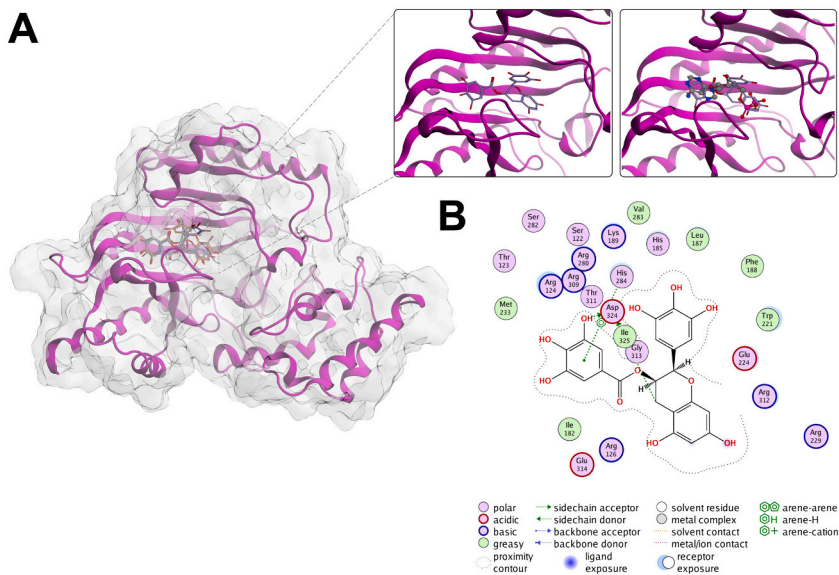 A
B
Val
283
Ser
282
Ser
122
Lys
189
His
185
Leu
187
Arg
280
Thr
123
Phe
188
Arg
124
Arg
309
His
284
Thr
311
Met
233
Asp
324
OH
OH
HO
OH
Trp
221
Ile
325
HO
Gly
313
H
Glu
224
HO
O
O
H
O
Arg
312
Ile
182
Arg
229
Arg
126
OH
OH
Glu
314
polar
sidechain acceptor
solvent residue
arene-arene
acidic
sidechain donor
metal complex
H
arene-H
basic
backbone acceptor
solvent contact
+
arene-cation
greasy
backbone donor
metal/ion contact
proximity
contour
ligand
exposure
receptor
exposure